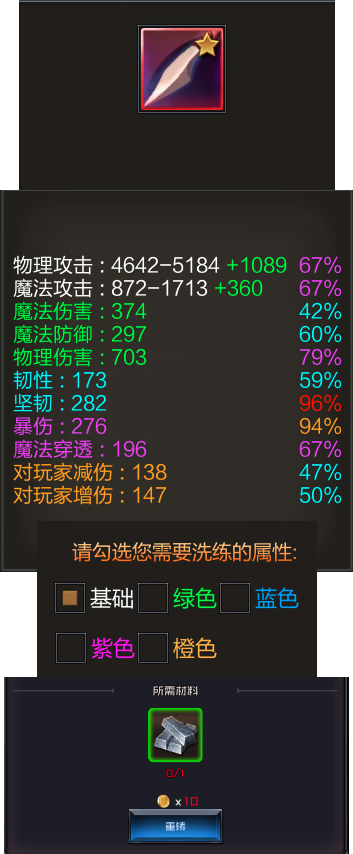 物理攻击 : 4642-5184 +1089 67%
魔法攻击 : 872-1713 +360 67%
魔法伤害 : 374 42%
魔法防御 : 297 60%
物理伤害 : 703 79%
韧性 : 173 59%
坚韧 : 282 96%
暴伤 : 276 94%
魔法穿透 : 196 67%
对玩家减伤 : 138 47%
对玩家增伤 : 147 50%
请勾选您需要洗练的属性:
基础 绿色 蓝色
紫色 橙色
所需材料
0/1
x10
重铸